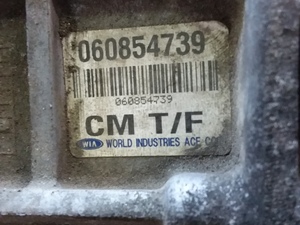 060854739
060854739
CM T/F
WIA WORLD INDUSTRIES ACE CO